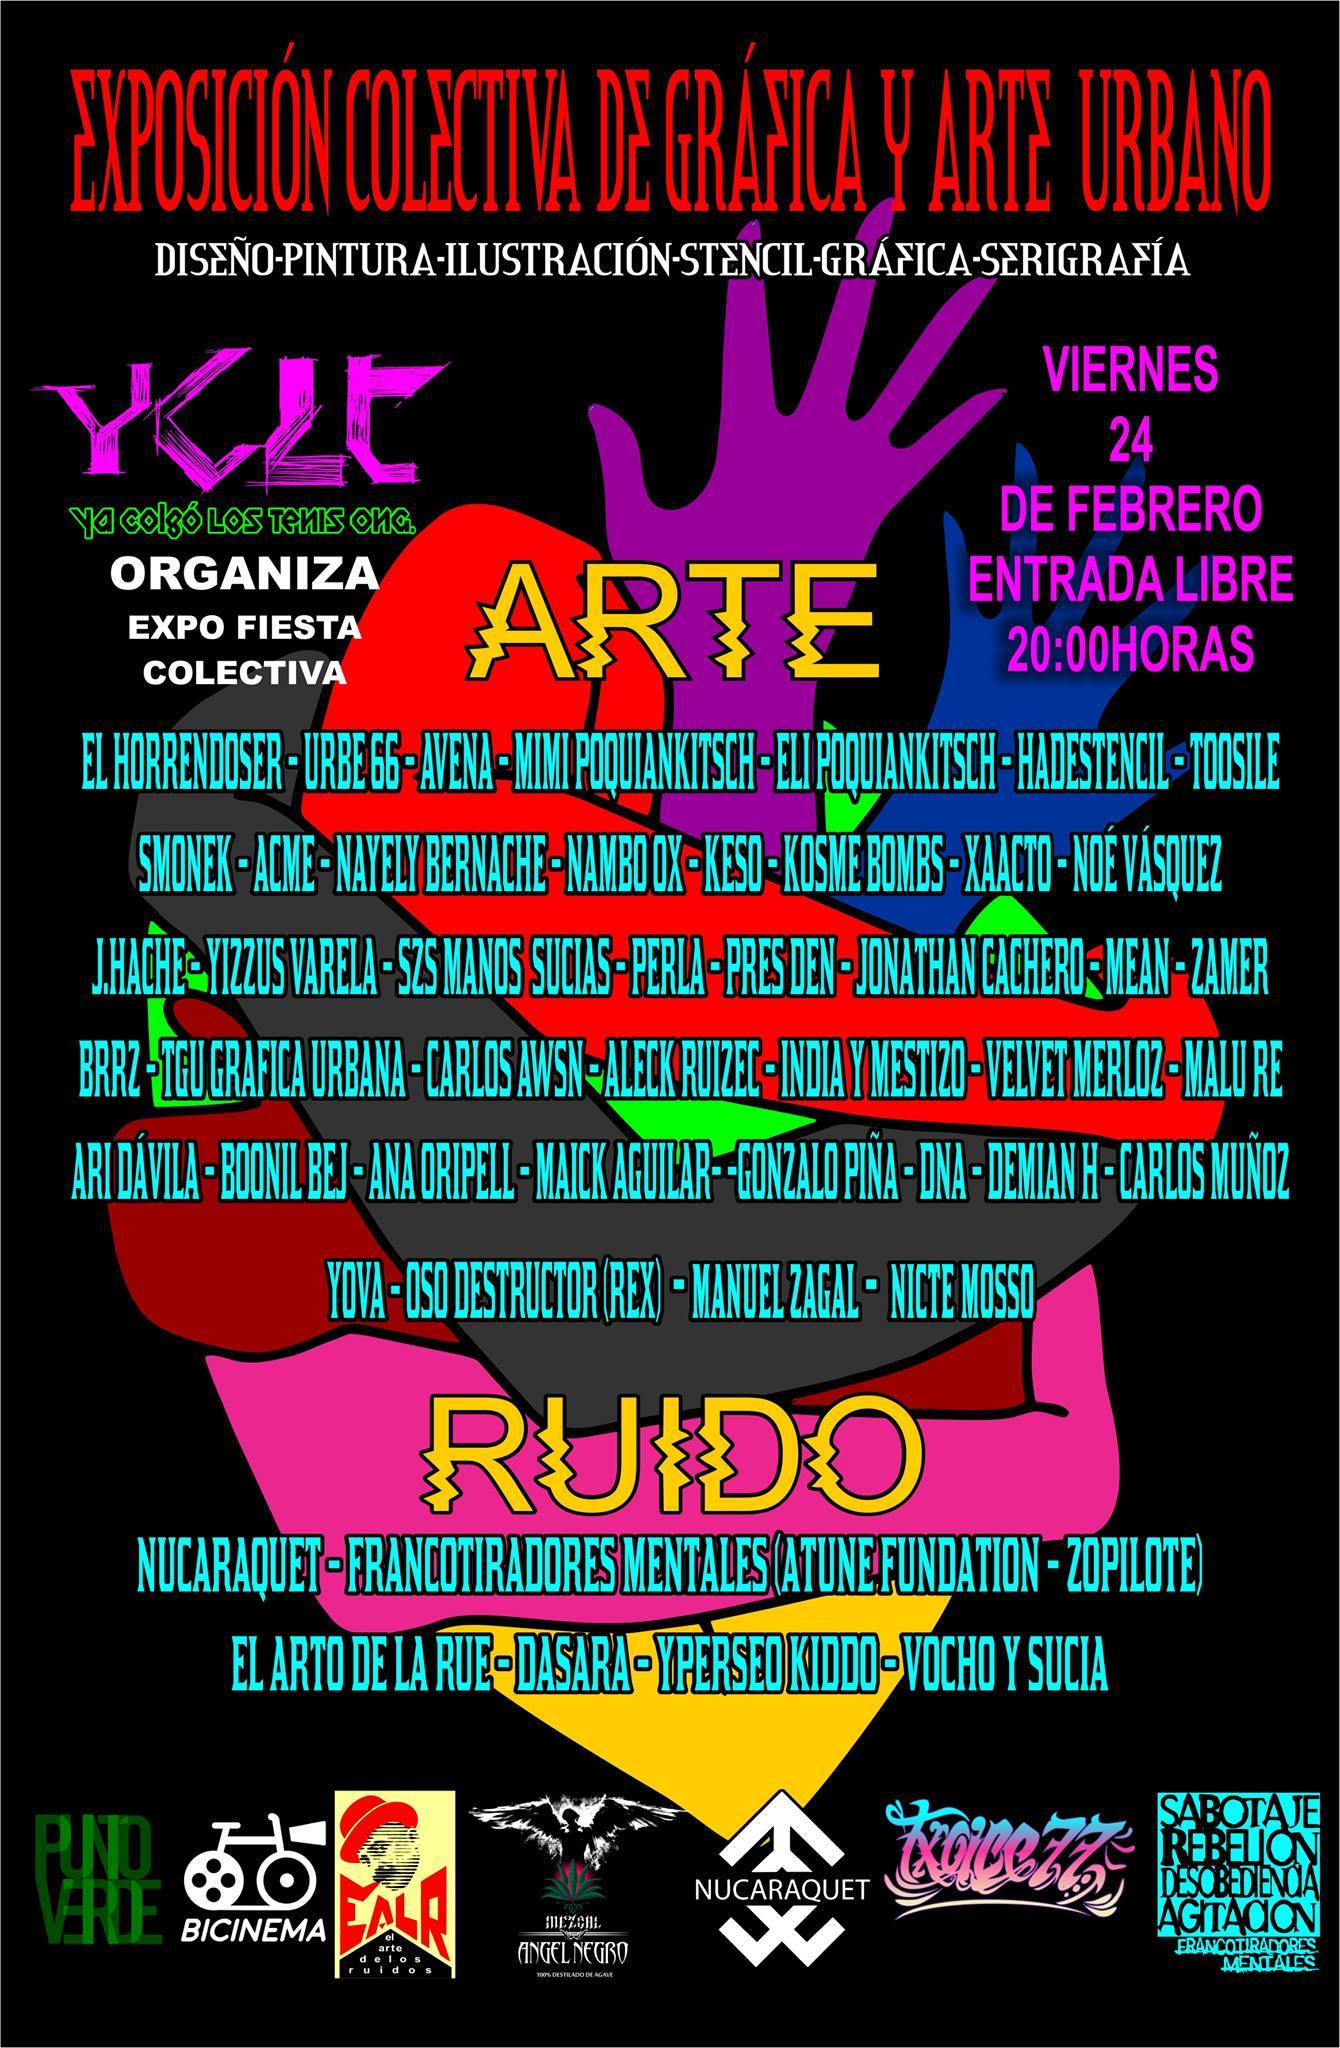 EXPOSICIÓN COLECTIVA DE GRÁFICA Y ARTE URBANO
DISEÑO-PINTURA-ILUSTRACIÓN-STENCIL-GRÁFICA-SERIGRAFÍA
YCLT
Ya colgó los tenis ong.
ORGANIZA
EXPO FIESTA
COLECTIVA
VIERNES
24
DE FEBRERO
ENTRADA LIBRE
20:00HORAS
ARTE
EL HORRENDOSER - URBE 66 - AVENA - MIMI POQUIANKITSCH - ELI POQUIANKITSCH - HADESTENCIL - TOOSILE
SMONEK - ACME - NAYELY BERNACHE - NAMBO OX - KESO - KOSME BOMBS - XAACTO - NOÉ VÁSQUEZ
J.HACHE - YIZZUS VARELA - SZS MANOS SUCIAS - PERLA - PRES DEN - JONATHAN CACHERO - MEAN - ZAMER
BRRZ - TGU GRAFICA URBANA - CARLOS AWSN - ALECK RUIZEC - INDIA Y MESTIZO - VELVET MERLOZ - MALU RE
ARI DÁVILA - BOONIL BEJ - ANA ORIPELL - MAICK AGUILAR- -GONZALO PIÑA - DNA - DEMIAN H - CARLOS MUÑOZ
YOVA - OSO DESTRUCTOR (REX) - MANUEL ZAGAL - NICTE MOSSO
RUIDO
NUCARAQUET - FRANCOTIRADORES MENTALES (ATUNE FUNDATION - ZOPILOTE)
EL ARTO DE LA RUE - DASARA - YPERSEO KIDDO - VOCHO Y SUCIA
PUNTO
VERDE
BICINEMA
EALR
el
arte
de los
ruidos
MEZCAL
ANGEL NEGRO
100% DESTILADO DE AGAVE
NUCARAQUET
txoice77
SABOTAJE
REBELION
DESOBEDIENCIA
AGITACION
FRANCOTIRADORES
MENTALES